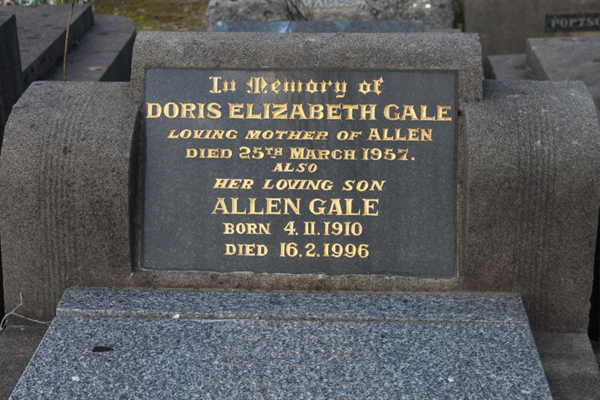 In Memory of
DORIS ELIZABETH GALE
LOVING MOTHER OF ALLEN
DIED 25TH MARCH 1957.
ALSO
HER LOVING SON
ALLEN GALE
BORN 4.11.1910
DIED 16.2.1996